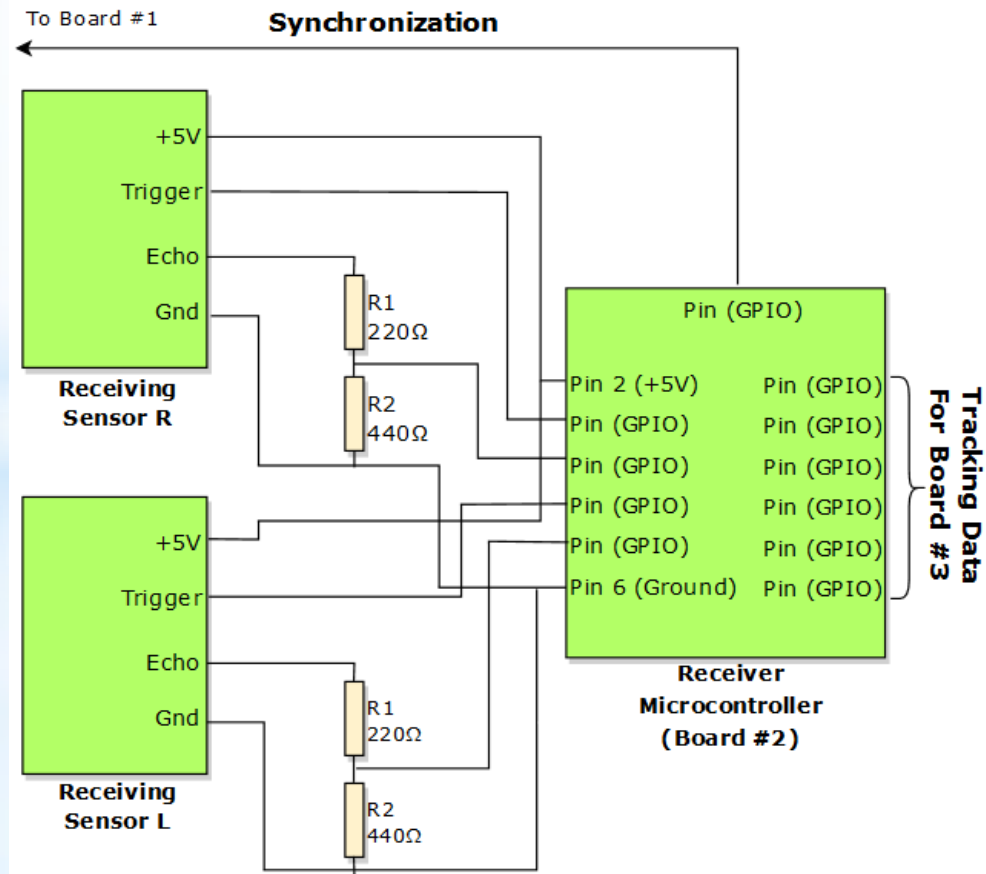 To Board #1
Synchronization
+5V
Trigger
Echo
Gnd
Receiving
Sensor R
R1
220Ω
R2
440Ω
+5V
Trigger
Echo
Gnd
Receiving
Sensor L
R1
220Ω
R2
440Ω
Pin (GPIO)
Pin 2 (+5V)
Pin (GPIO)
Pin (GPIO)
Pin (GPIO)
Pin (GPIO)
Pin 6 (Ground)
Pin (GPIO)
Pin (GPIO)
Pin (GPIO)
Pin (GPIO)
Pin (GPIO)
Pin (GPIO)
Receiver
Microcontroller
(Board #2)
Tracking Data
For Board #3